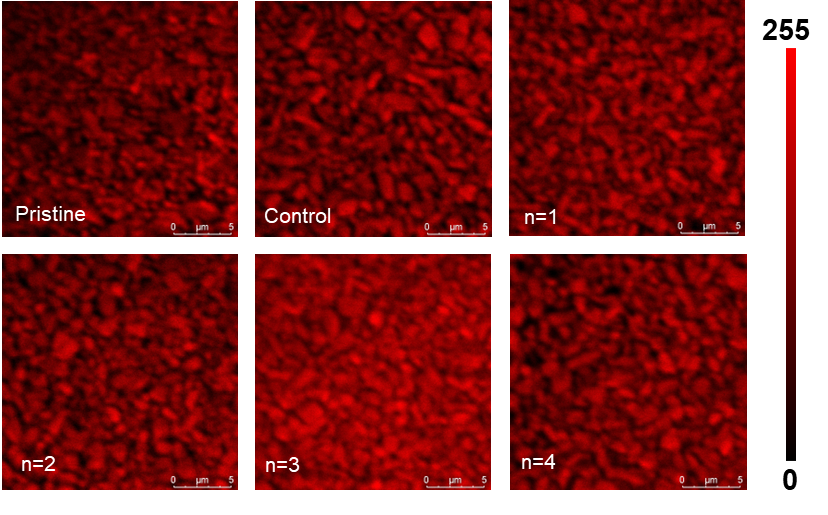 255
Pristine
0 µm 5
Control
0 µm 5
n=1
0 µm 5
n=2
0 µm 5
n=3
0 µm 5
n=4
0 µm 5
0